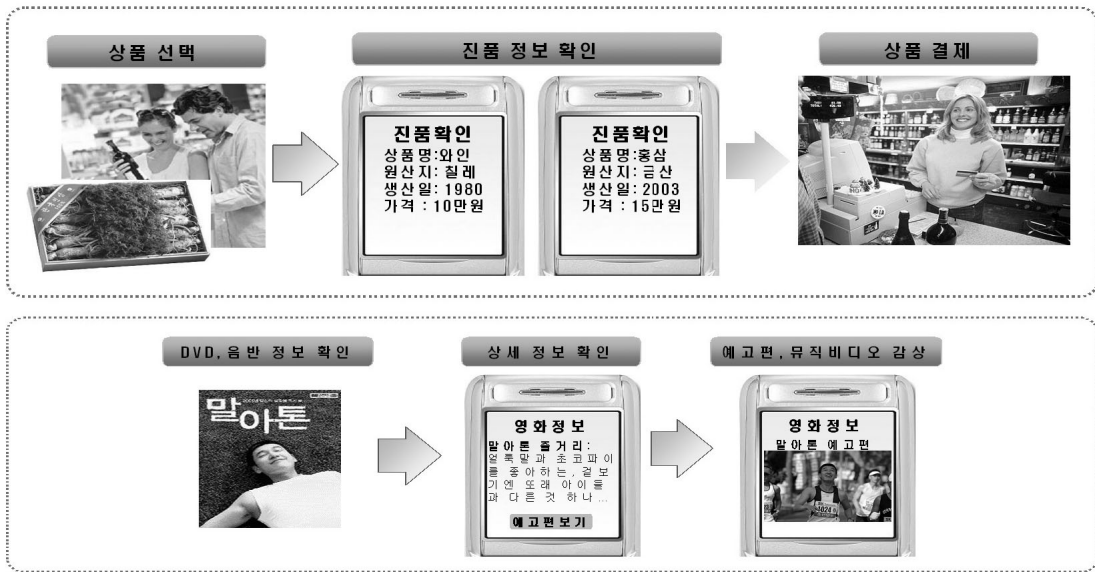 상품 선택
진품 정보 확인
상품 결제
진품확인
상품명:와인
원산지: 칠레
생산일: 1980
가격 : 10만원
진품확인
상품명:홍삼
원산지: 금산
생산일: 2003
가격 : 15만원
DVD, 음반 정보 확인
상세 정보 확인
예고편, 뮤직비디오 감상
말아톤
영화정보
말아톤 줄거리:
얼룩말과 초코파이
를 좋아하는, 겉보
기엔 또래 아이들
과 다른 것 하나...
예고편보기
영화정보
말아톤 예고편
4024